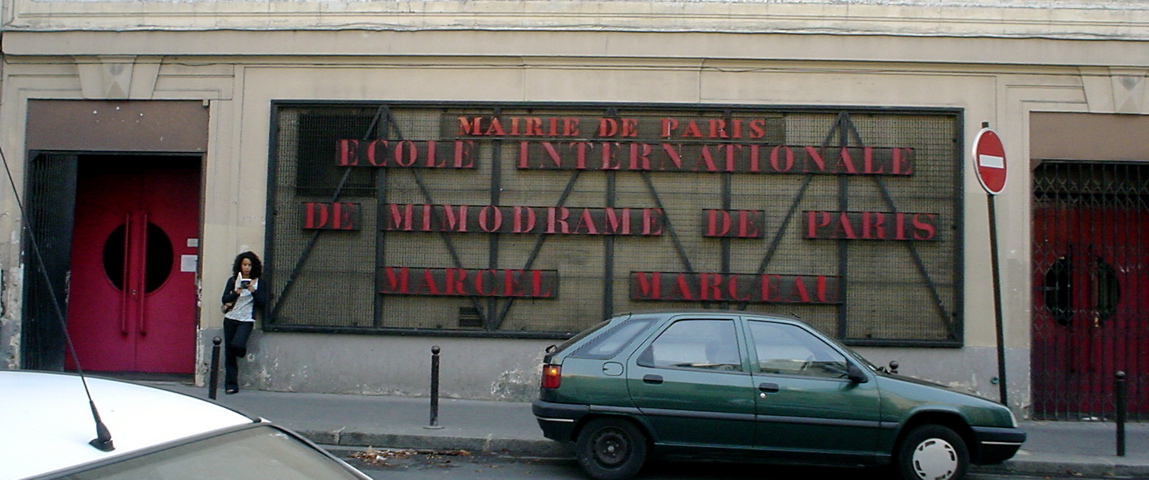 MAIRIE DE PARIS
ECOLE INTERNATIONALE
DE MIMODRAME DE PARIS
MARCEL MARCEAU